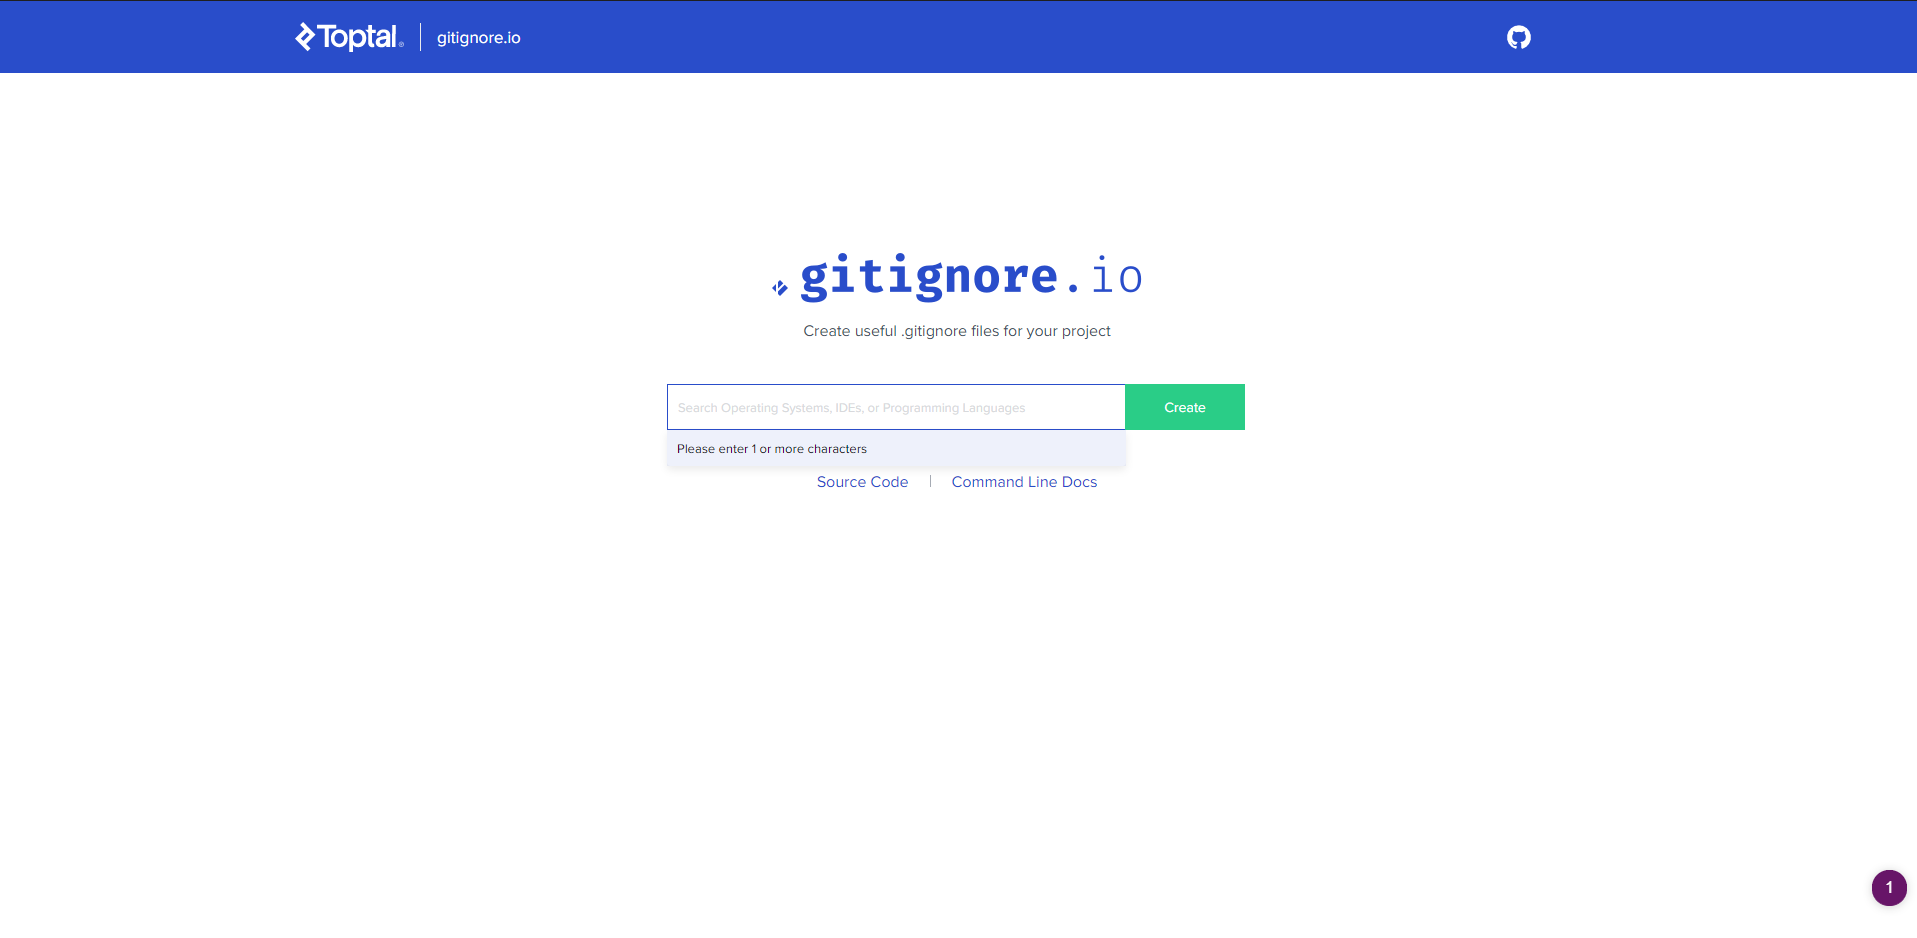 Toptal® gitignore.io
.gitignore.io
Create useful .gitignore files for your project
Search Operating Systems, IDEs, or Programming Languages Create
Please enter 1 or more characters
Source Code | Command Line Docs
1